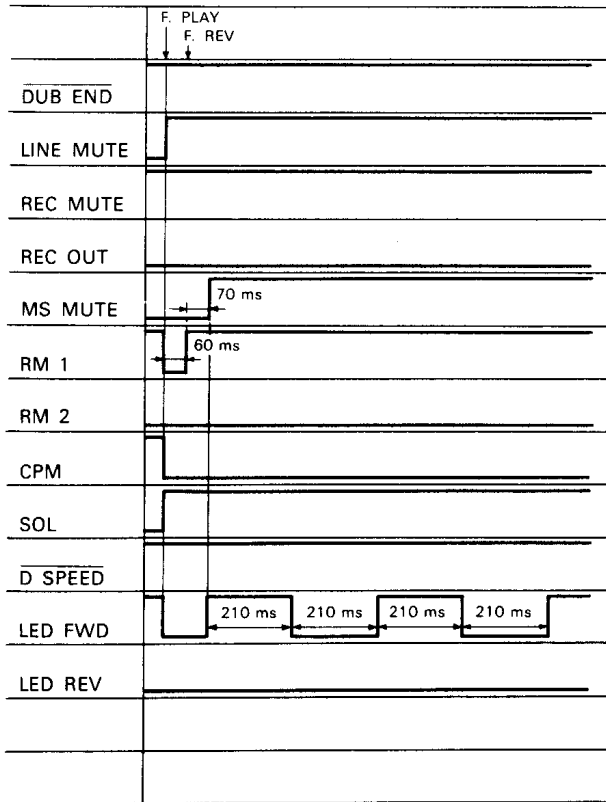 F. PLAY
F. REV
DUB END
LINE MUTE
REC MUTE
REC OUT
MS MUTE
70 ms
RM 1
60 ms
RM 2
CPM
SOL
D SPEED
LED FWD
210 ms 210 ms 210 ms 210 ms
LED REV